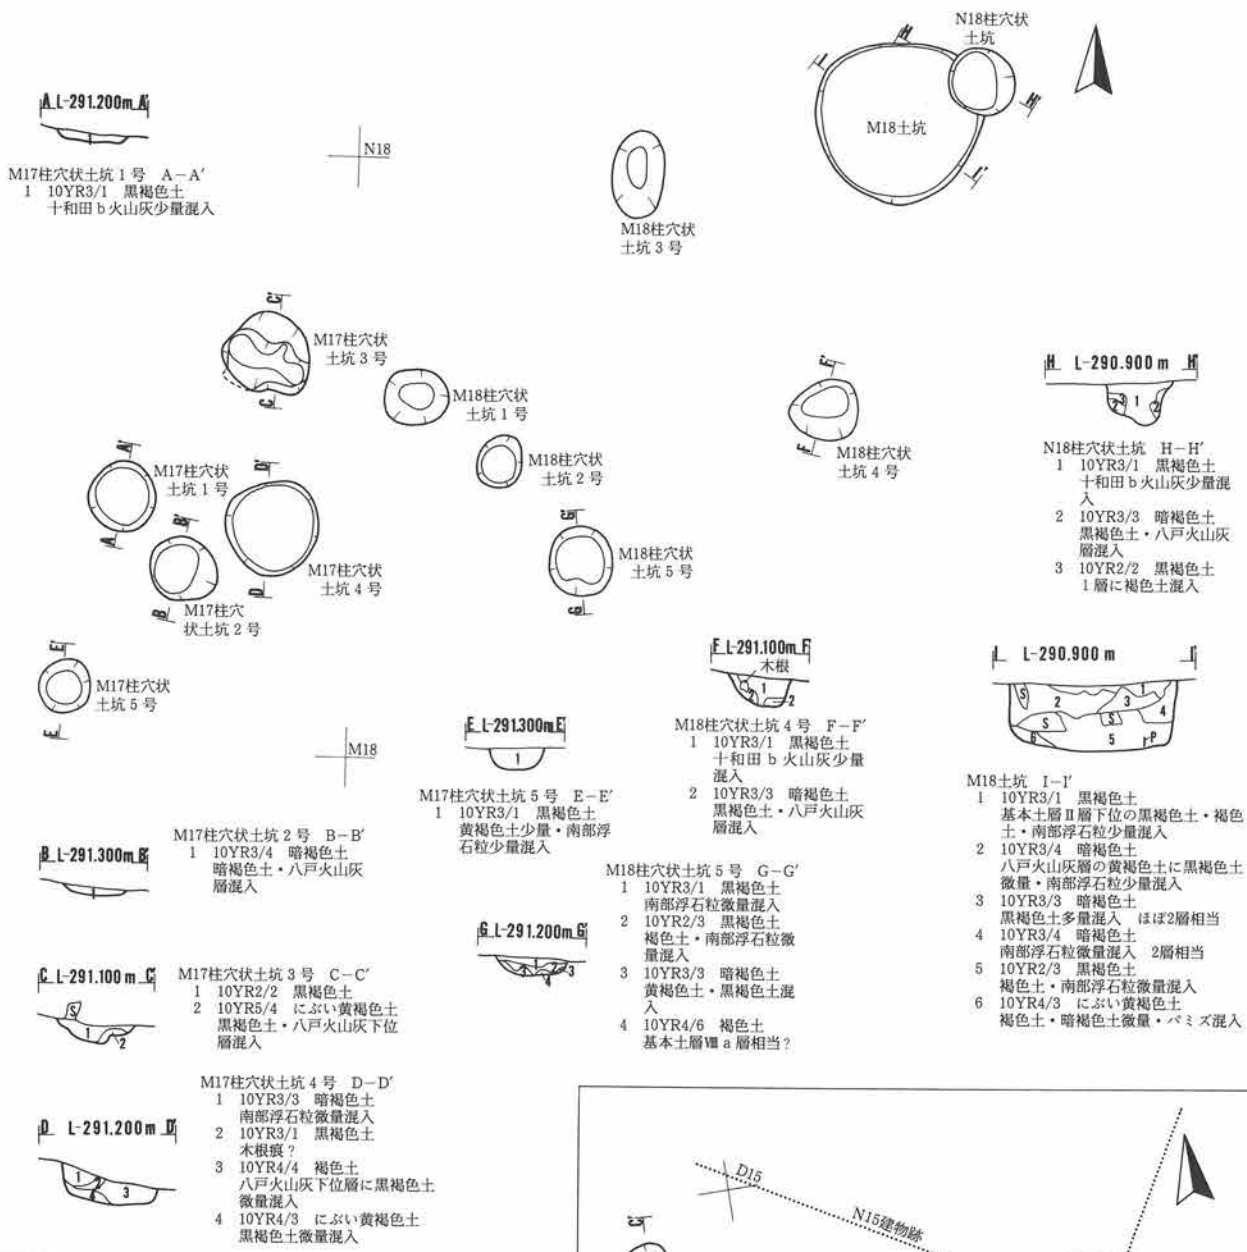 N18柱穴状
土坑
H
I
H'
M18土坑
I'
A L-291.200m A'
1
M17柱穴状土坑1号 A-A'
1 10YR3/1 黒褐色土
十和田b火山灰少量混入
N18
M18柱穴状
土坑3号
C'
M17柱穴状
土坑3号
C
M18柱穴状
土坑1号
M18柱穴状
土坑2号
F'
F
M18柱穴状
土坑4号
A'
M17柱穴状
土坑1号
A
D'
D
M17柱穴状
土坑4号
B'
B
M17柱穴
状土坑2号
G'
M18柱穴状
土坑5号
G
E'
M17柱穴状
土坑5号
E
M18
H L-290.900 m H'
3 1
2 2
N18柱穴状土坑 H-H'
1 10YR3/1 黒褐色土
十和田b火山灰少量混
入
2 10YR3/3 暗褐色土
黒褐色土・八戸火山灰
層混入
3 10YR2/2 黒褐色土
1層に褐色土混入
F L-291.100m F'
木根
1
2 2
M18柱穴状土坑4号 F-F'
1 10YR3/1 黒褐色土
十和田b火山灰少量
混入
2 10YR3/3 暗褐色土
黒褐色土・八戸火山灰
層混入
I L-290.900 m I'
S 2 1
3 4
S S
6 5 P
M18土坑 I-I'
1 10YR3/1 黒褐色土
基本土層Ⅱ層下位の黒褐色土・褐色
土・南部浮石粒少量混入
2 10YR3/4 暗褐色土
八戸火山灰層の黄褐色土に黒褐色土
微量・南部浮石粒少量混入
3 10YR3/3 暗褐色土
黒褐色土多量混入 ほぼ2層相当
4 10YR3/4 暗褐色土
南部浮石粒微量混入 2層相当
5 10YR2/3 黒褐色土
褐色土・南部浮石粒微量混入
6 10YR4/3 にぶい黄褐色土
褐色土・暗褐色土微量・パミズ混入
E L-291.300m E'
1
M17柱穴状土坑5号 E-E'
1 10YR3/1 黒褐色土
黄褐色土少量・南部浮
石粒少量混入
B L-291.300m B'
1
M17柱穴状土坑2号 B-B'
1 10YR3/4 暗褐色土
暗褐色土・八戸火山灰
層混入
G L-291.200m G'
1 2 3
4
M18柱穴状土坑5号 G-G'
1 10YR3/1 黒褐色土
南部浮石粒微量混入
2 10YR2/3 黒褐色土
褐色土・南部浮石粒微
量混入
3 10YR3/3 暗褐色土
黄褐色土・黒褐色土混
入
4 10YR4/6 褐色土
基本土層Ⅷa層相当?
C L-291.100 m C'
S
1 2
M17柱穴状土坑3号 C-C'
1 10YR2/2 黒褐色土
2 10YR5/4 にぶい黄褐色土
黒褐色土・八戸火山灰下位
層混入
D L-291.200m D'
1 2
4 3
M17柱穴状土坑4号 D-D'
1 10YR3/3 暗褐色土
南部浮石粒微量混入
2 10YR3/1 黒褐色土
木根痕?
3 10YR4/4 褐色土
八戸火山灰下位層に黒褐色土
微量混入
4 10YR4/3 にぶい黄褐色土
黒褐色土微量混入
D15
N15建物跡
C'